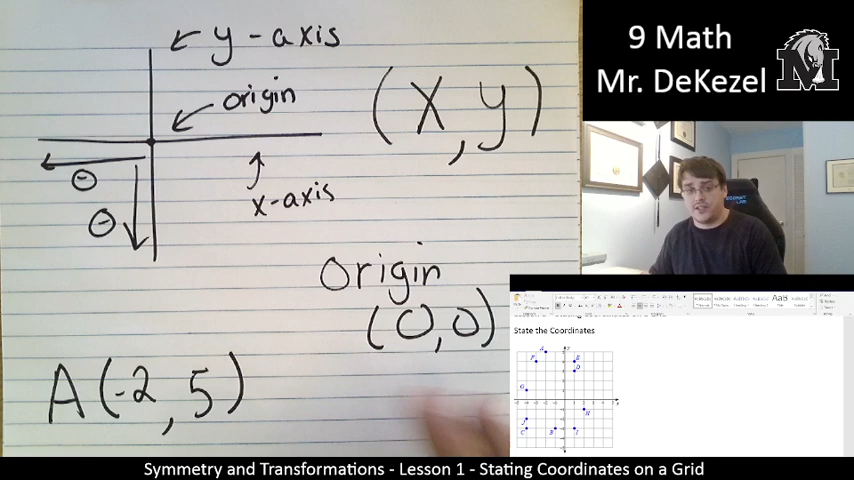 y-axis
origin
x-axis
⊖
⊖
(X, y)
Origin
(0,0)
A(-2, 5)
9 Math
Mr. DeKezel
M
State the Coordinates
A
F
E
D
G
H
J
C
B
I
x
y
Symmetry and Transformations - Lesson 1 - Stating Coordinates on a Grid